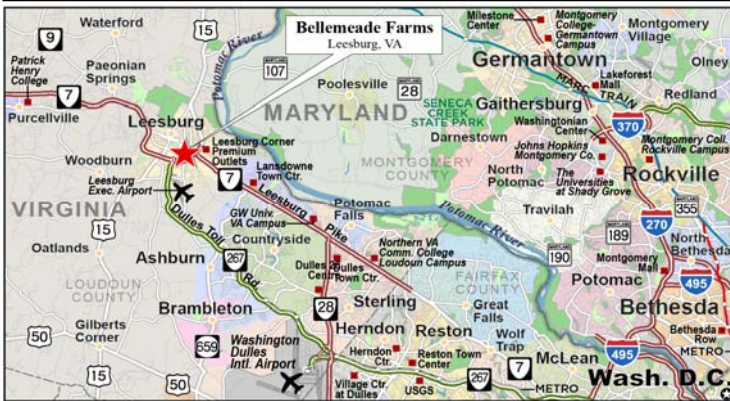 Bellemeade Farms
Leesburg, VA
Waterford
9
15
Paeonian
Springs
Patrick
Henry
College
7
Purcellville
Leesburg
Leesburg Corner
Premium
Outlets
Woodburn
Leesburg
Exec. Airport
7
Lansdowne
Town Ctr.
Leesburg
Pike
VIRGINIA
15
Oatlands
LOUDOUN
COUNTY
GW Univ.
VA Campus
Countryside
Dulles Toll
Rd
267
Ashburn
Brambleton
50
Gilberts
Corner
15
50
659
Washington
Dulles
Intl. Airport
Potomac River
MARYLAND
107
Poolesville
MARYLAND
MARYLAND
28
SENECA
CREEK
STATE PARK
Darnestown
MONTGOMERY
COUNTY
Potomac
Falls
Potomac River
Northern VA
Comm. College
Loudoun Campus
Dulles Town Ctr.
28
Sterling
FAIRFAX
COUNTY
Great
Falls
Herndon
Reston
Wolf
Trap
Herndon
Ctr.
Reston Town
Center
Village Ctr.
at Dulles
USGS
267
7
McLean
METRO
Milestone
Center
Montgomery
College-
Germantown
Campus
Montgomery
Village
Olney
Germantown
MARC TRAIN
Lakeforest
Mall
Redland
Gaithersburg
Washingtonian
Center
370
Johns Hopkins
Montgomery Co.
Montgomery Coll.
Rockville Campus
North
Potomac
The
Universities
at Shady Grove
Rockville
Travilah
MARYLAND
355
MARYLAND
189
270
MARYLAND
190
North
Bethesda
Montgomery
Mall
495
Potomac
Bethesda
Bethesda
Row
495
METRO
Wash. D.C.